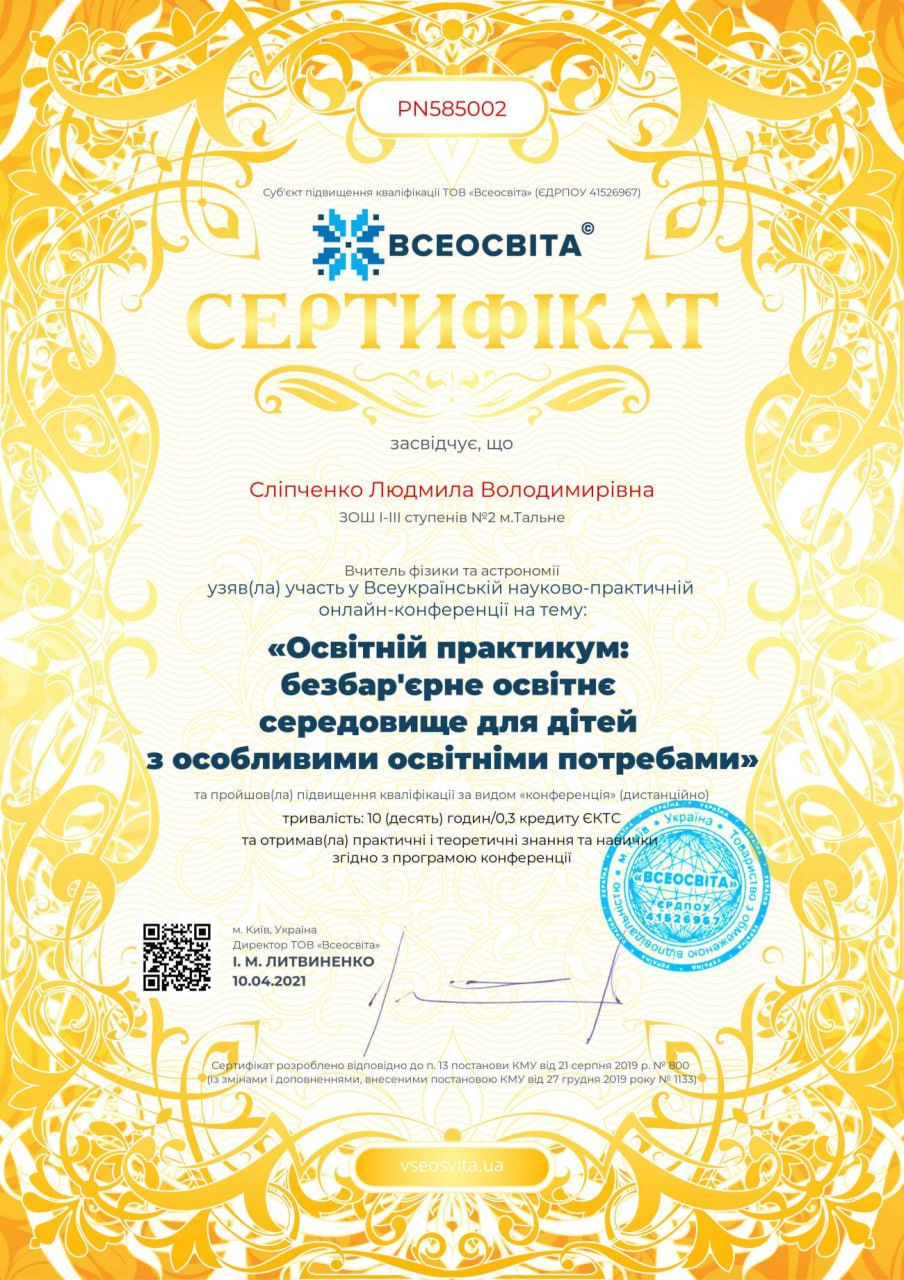 PN585002
Суб'єкт підвищення кваліфікації ТОВ «Всеосвіта» (ЄДРПОУ 41526967)
ВСЕОСВІТА©
СЕРТИФІКАТ
засвідчує, що
Сліпченко Людмила Володимирівна
ЗОШ І-ІІІ ступенів №2 м.Тальне
Вчитель фізики та астрономії
узяв(ла) участь у Всеукраїнській науково-практичній
онлайн-конференції на тему:
«Освітній практикум:
безбар'єрне освітнє
середовище для дітей
з особливими освітніми потребами»
та пройшов(ла) підвищення кваліфікації за видом «конференція» (дистанційно)
тривалість: 10 (десять) годин/0,3 кредиту ЄКТС
та отримав(ла) практичні і теоретичні знання та навички
згідно з програмою конференції
м. Київ, Україна
Директор ТОВ «Всеосвіта»
І. М. ЛИТВИНЕНКО
10.04.2021
м. Київ • Україна • Товариство з обмеженою відповідальністю •
«ВСЕОСВІТА»
ЄРДПОУ
41526967
Сертифікат розроблено відповідно до п. 13 постанови КМУ від 21 серпня 2019 р. № 800
(із змінами і доповненнями, внесеними постановою КМУ від 27 грудня 2019 року № 1133)
vseosvita.ua